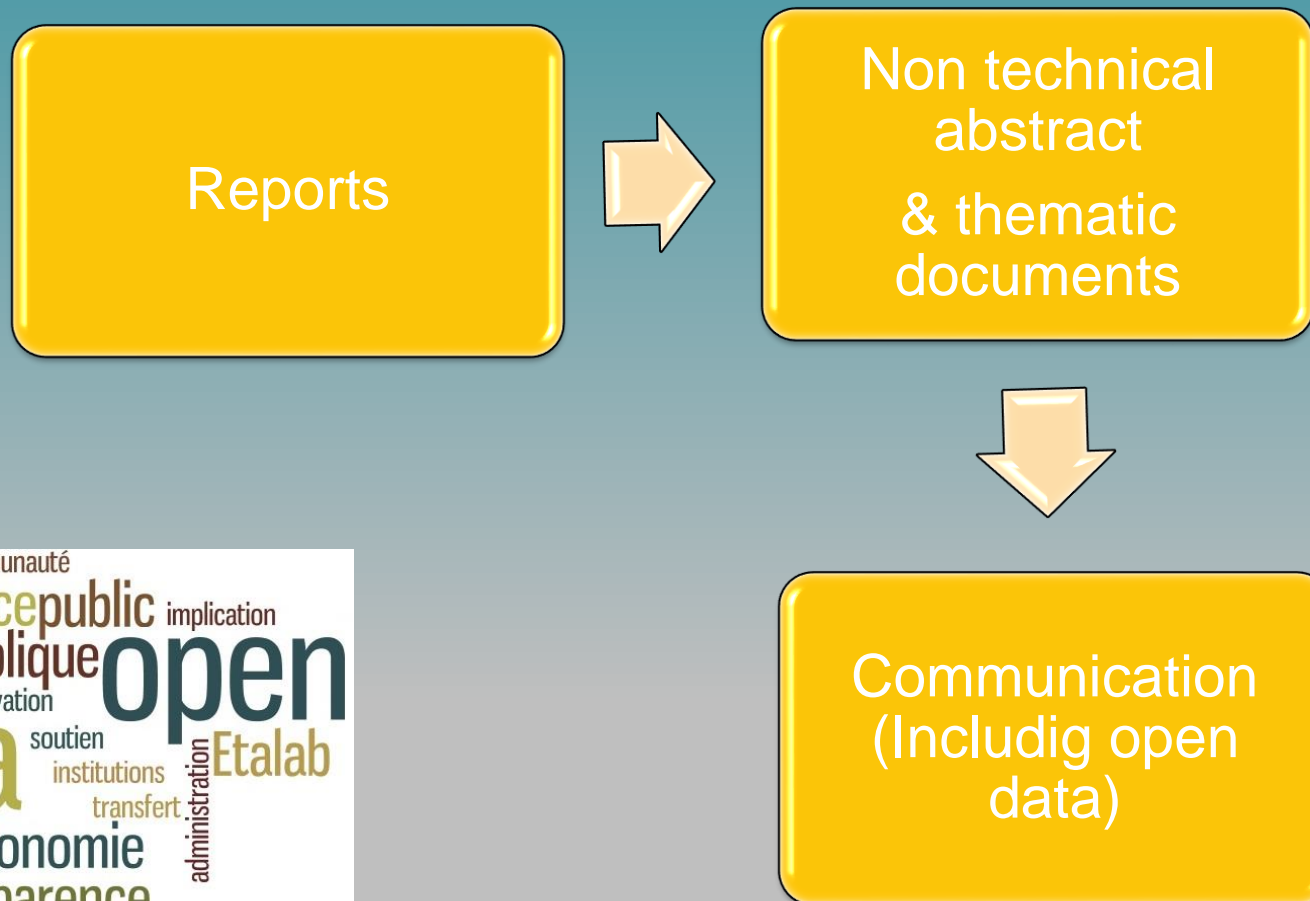 Reports
Non technical
abstract
& thematic
documents
Communication
(Includig open
data)
public implication
open
soutien
Etalab
institutions
transfert
administration